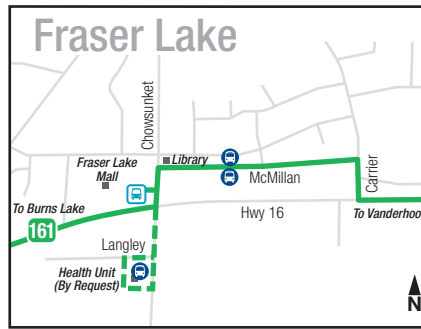 Fraser Lake
Chowsunket
Library
Fraser Lake
Mall
McMillan
Carrier
To Burns Lake
161
Hwy 16
To Vanderhoo
Langley
Health Unit
(By Request)
N